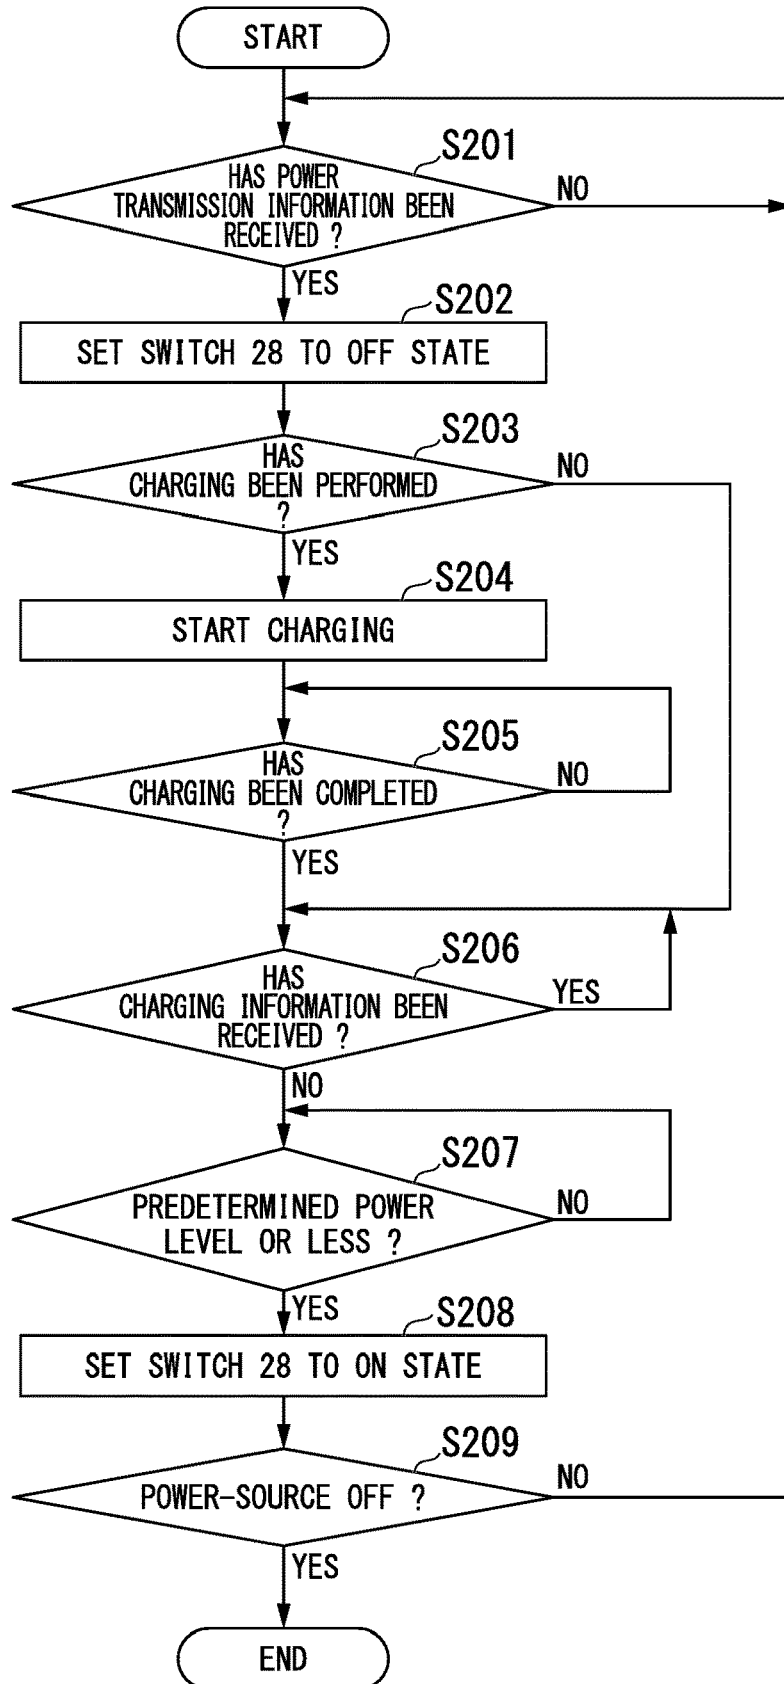 START
S201
HAS POWER
TRANSMISSION INFORMATION BEEN
RECEIVED ?
NO
YES
S202
SET SWITCH 28 TO OFF STATE
S203
HAS
CHARGING BEEN PERFORMED
?
NO
YES
S204
START CHARGING
S205
HAS
CHARGING BEEN COMPLETED
?
NO
YES
S206
HAS
CHARGING INFORMATION BEEN
RECEIVED ?
YES
NO
S207
PREDETERMINED POWER
LEVEL OR LESS ?
NO
YES
S208
SET SWITCH 28 TO ON STATE
S209
POWER-SOURCE OFF ?
NO
YES
END